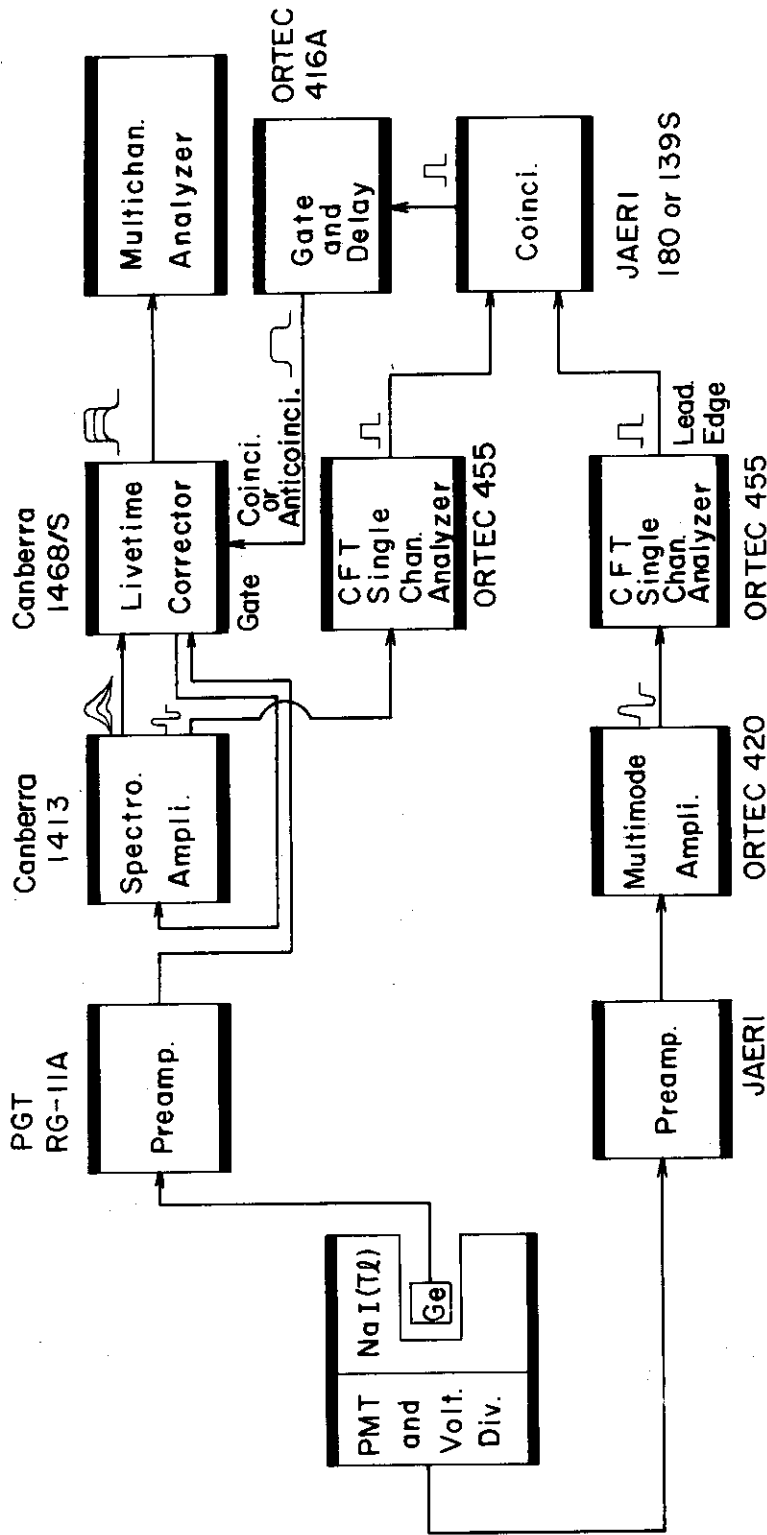 PGT
RG-11A
Preamp.
Canberra
1413
Spectro.
Ampli.
Canberra
1468/S
Livetime
Corrector
Gate
Multichan.
Analyzer
Coinci.
or
Anticoinci.
Gate
and
Delay
ORTEC
416A
CFT
Single
Chan.
Analyzer
ORTEC 455
Coinci.
JAERI
180 or 139S
PMT
and
Volt.
Div.
NaI(Tℓ)
Ge
Preamp.
JAERI
Multimode
Ampli.
ORTEC 420
CFT
Single
Chan.
Analyzer
ORTEC 455
Lead.
Edge